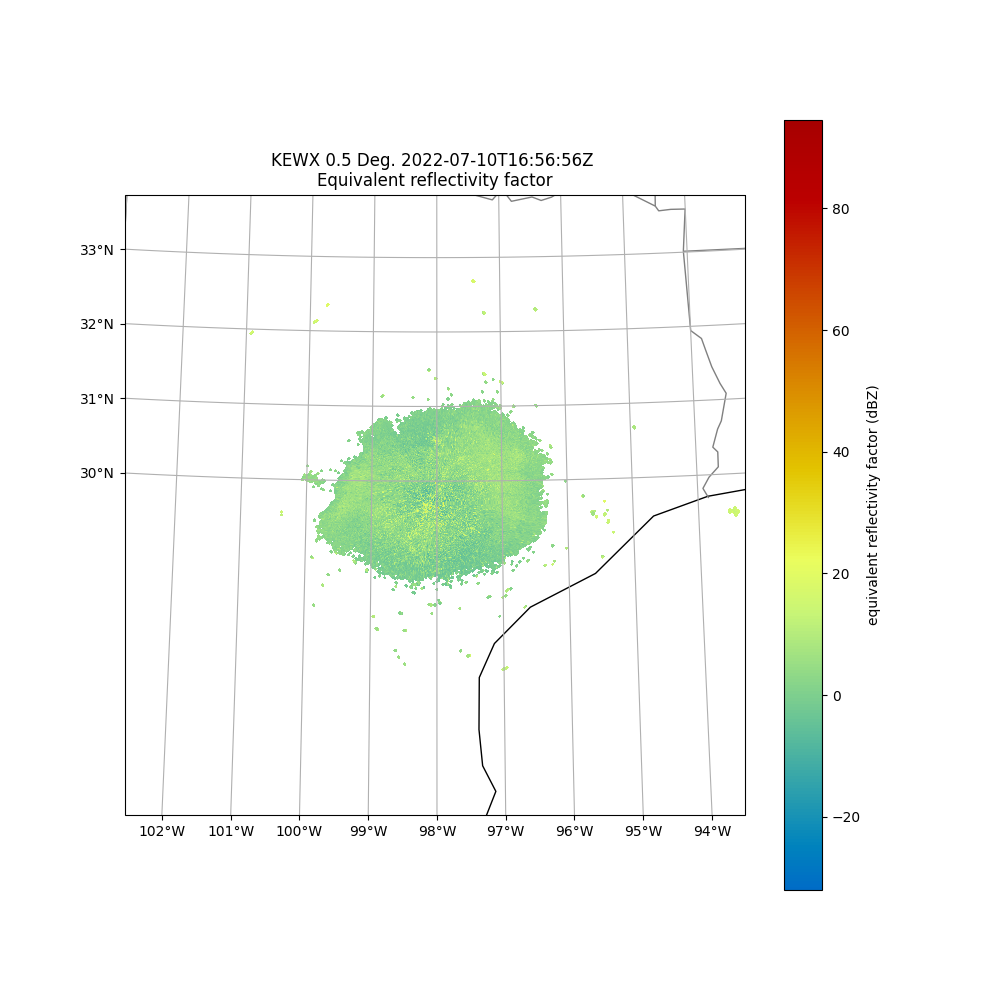 KEWX 0.5 Deg. 2022-07-10T16:56:56Z
Equivalent reflectivity factor
33°N
32°N
31°N
30°N
102°W 101°W 100°W 99°W 98°W 97°W 96°W 95°W 94°W
80
60
40
20
0
−20
equivalent reflectivity factor (dBZ)